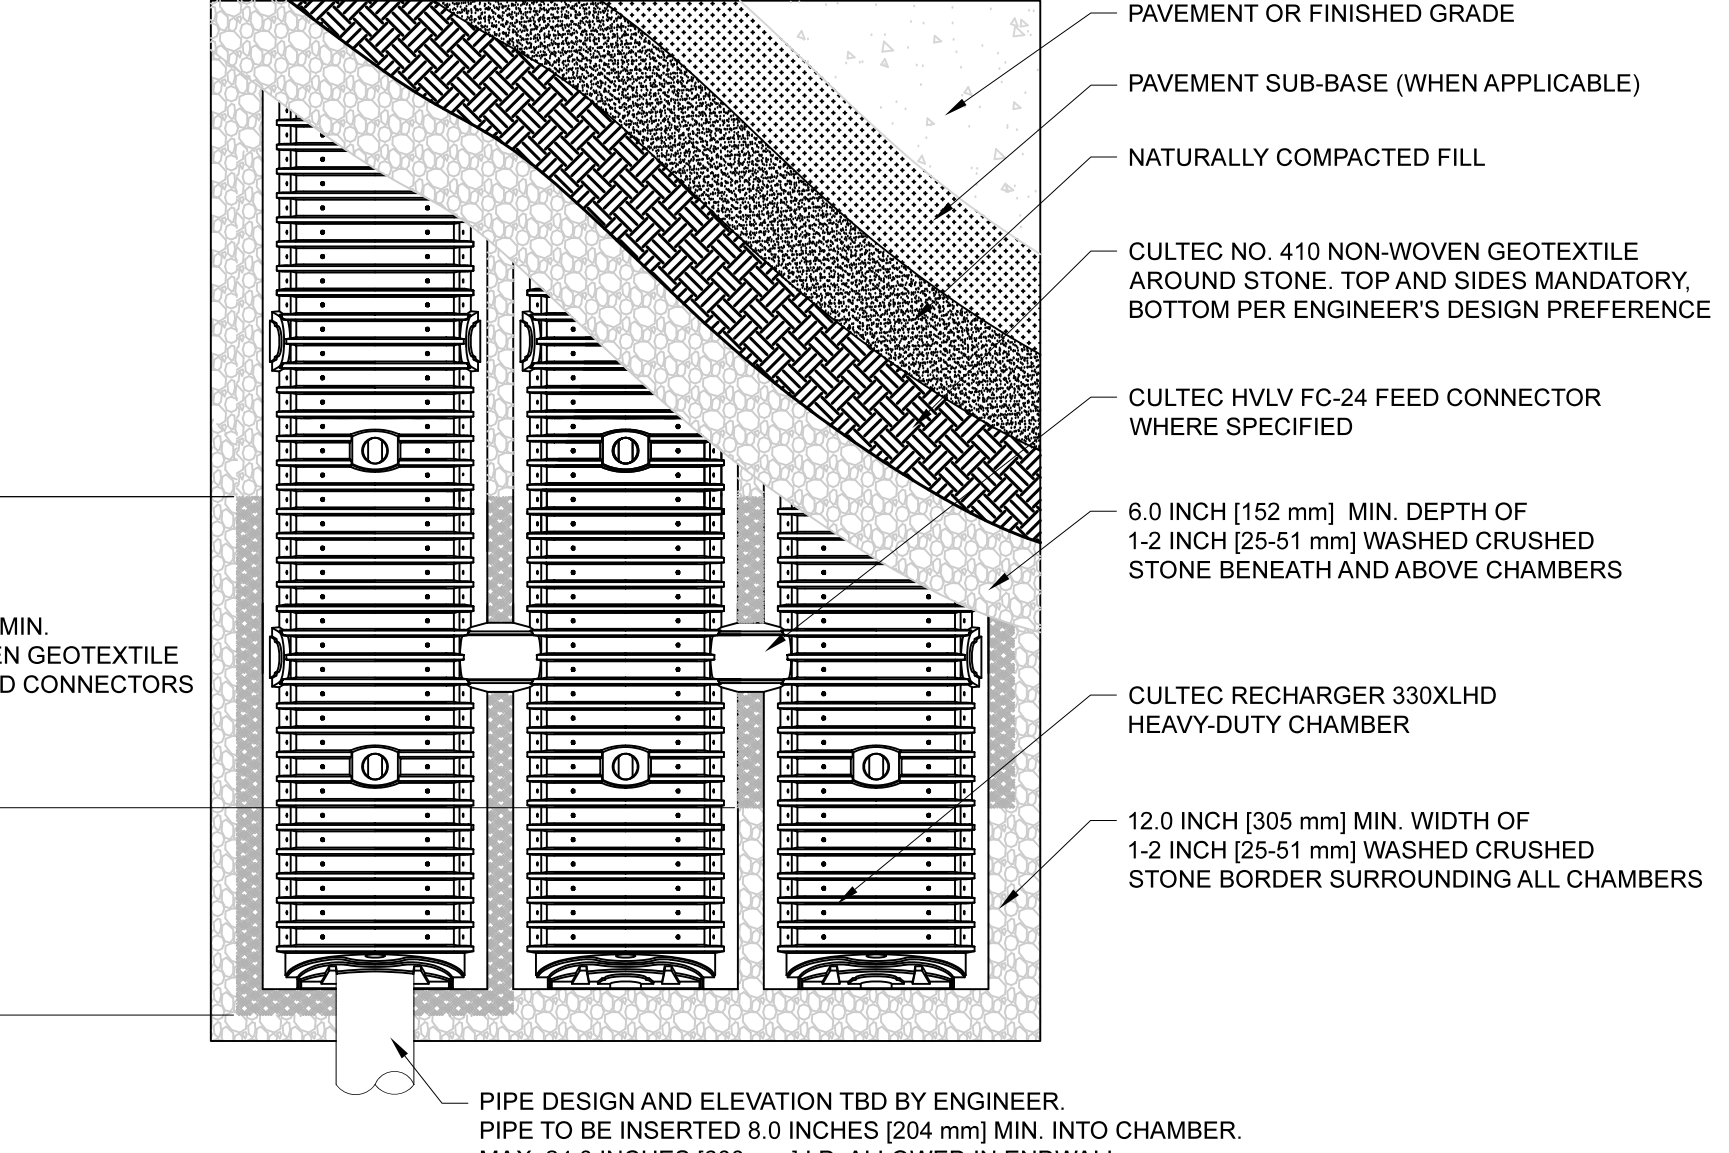 PAVEMENT OR FINISHED GRADE
PAVEMENT SUB-BASE (WHEN APPLICABLE)
NATURALLY COMPACTED FILL
CULTEC NO. 410 NON-WOVEN GEOTEXTILE
AROUND STONE. TOP AND SIDES MANDATORY,
BOTTOM PER ENGINEER'S DESIGN PREFERENCE
CULTEC HVLV FC-24 FEED CONNECTOR
WHERE SPECIFIED
6.0 INCH [152 mm] MIN. DEPTH OF
1-2 INCH [25-51 mm] WASHED CRUSHED
STONE BENEATH AND ABOVE CHAMBERS
MIN.
GEOTEXTILE
CONNECTORS
CULTEC RECHARGER 330XLHD
HEAVY-DUTY CHAMBER
12.0 INCH [305 mm] MIN. WIDTH OF
1-2 INCH [25-51 mm] WASHED CRUSHED
STONE BORDER SURROUNDING ALL CHAMBERS
PIPE DESIGN AND ELEVATION TBD BY ENGINEER.
PIPE TO BE INSERTED 8.0 INCHES [204 mm] MIN. INTO CHAMBER.